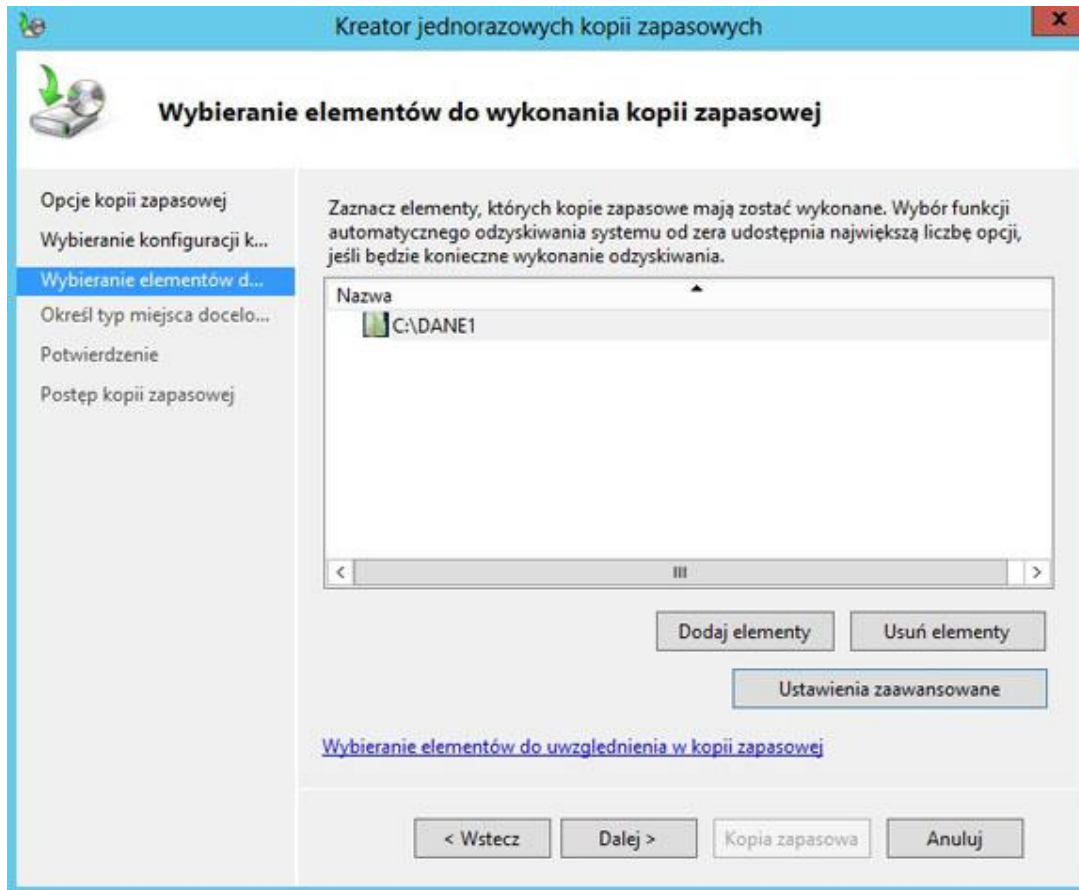 Kreator jednorazowych kopii zapasowych
Wybieranie elementów do wykonania kopii zapasowej
Opcje kopii zapasowej
Wybieranie konfiguracji k...
Wybieranie elementów d...
Określ typ miejsca docelo...
Potwierdzenie
Postęp kopii zapasowej
Zaznacz elementy, których kopie zapasowe mają zostać wykonane. Wybór funkcji
automatycznego odzyskiwania systemu od zera udostępnia największą liczbę opcji,
jeśli będzie konieczne wykonanie odzyskiwania.
Nazwa
C:\DANE1
Dodaj elementy
Usuń elementy
Ustawienia zaawansowane
Wybieranie elementów do uwzględnienia w kopii zapasowej
< Wstecz
Dalej >
Kopia zapasowa
Anuluj